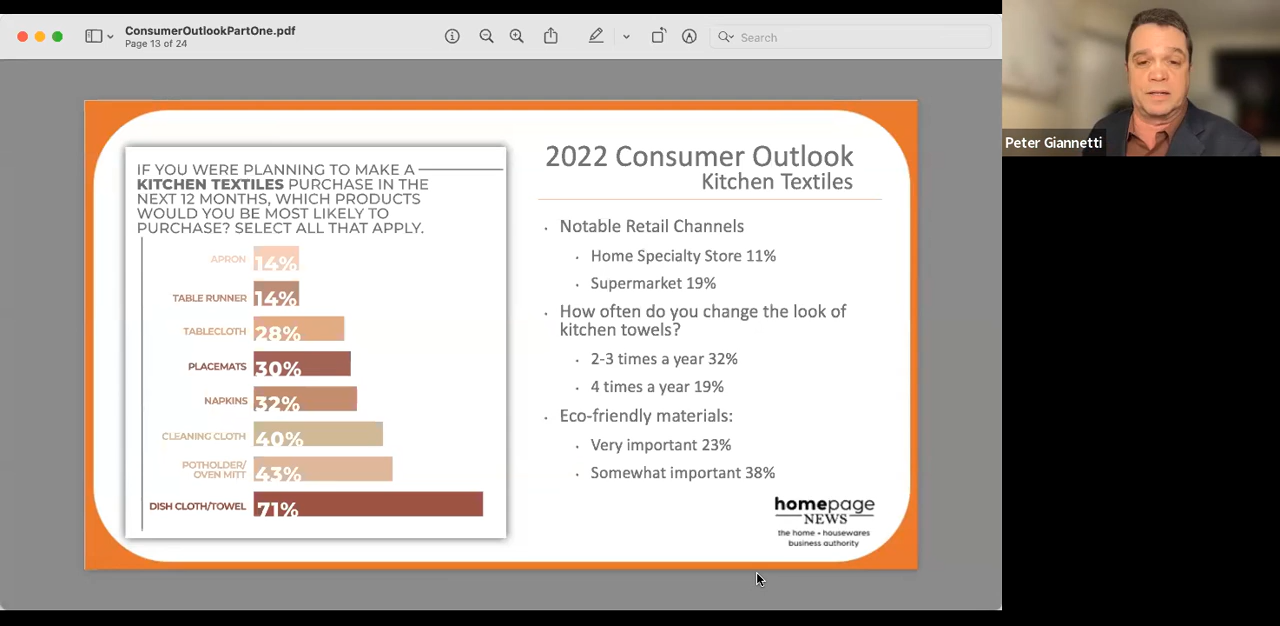 ConsumerOutlookPartOne.pdf
Page 13 of 24
Search
Peter Giannetti
IF YOU WERE PLANNING TO MAKE A
KITCHEN TEXTILES PURCHASE IN THE
NEXT 12 MONTHS, WHICH PRODUCTS
WOULD YOU BE MOST LIKELY TO
PURCHASE? SELECT ALL THAT APPLY.
APRON 14%
TABLE RUNNER 14%
TABLECLOTH 28%
PLACEMATS 30%
NAPKINS 32%
CLEANING CLOTH 40%
POTHOLDER/
OVEN MITT 43%
DISH CLOTH/TOWEL 71%
2022 Consumer Outlook
Kitchen Textiles
· Notable Retail Channels
· Home Specialty Store 11%
· Supermarket 19%
· How often do you change the look of
kitchen towels?
· 2-3 times a year 32%
· 4 times a year 19%
· Eco-friendly materials:
· Very important 23%
· Somewhat important 38%
homepage
NEWS
the home + housewares
business authority